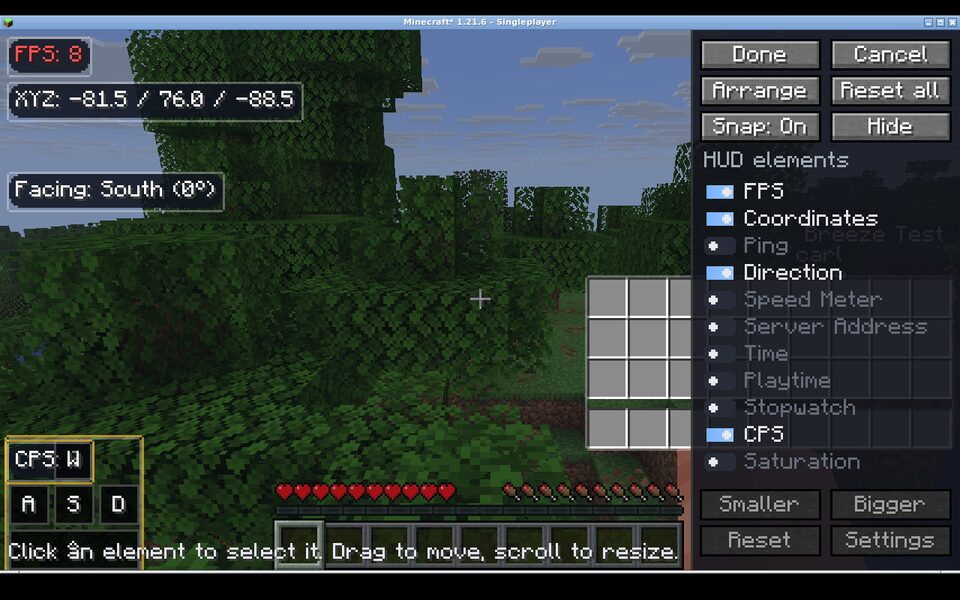 Minecraft* 1.21.6 - Singleplayer
FPS: 8
XYZ: -81.5 / 76.0 / -88.5
Facing: South (0°)
CPS W
A S D
Click an element to select it. Drag to move, scroll to resize.
Done Cancel
Arrange Reset all
Snap: On Hide
HUD elements
FPS
Coordinates
Ping
Breeze Test
Direction
Speed Meter
Server Address
Time
Playtime
Stopwatch
CPS
Saturation
Smaller Bigger
Reset Settings